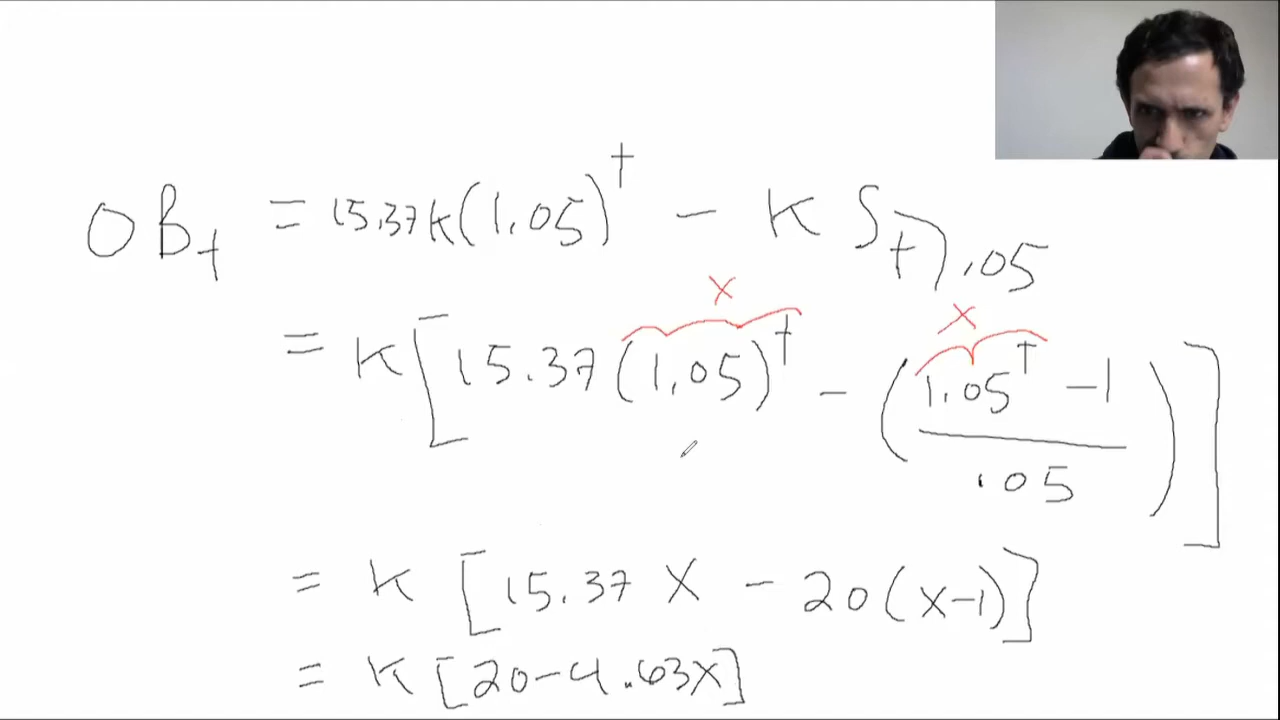 OB_t = 15.37K(1.05)^t - K S_t⌉.05
x x
= K[15.37(1.05)^t - (1.05^t - 1 / .05)]
= K[15.37X - 20(X-1)]
= K[20-4.63X]